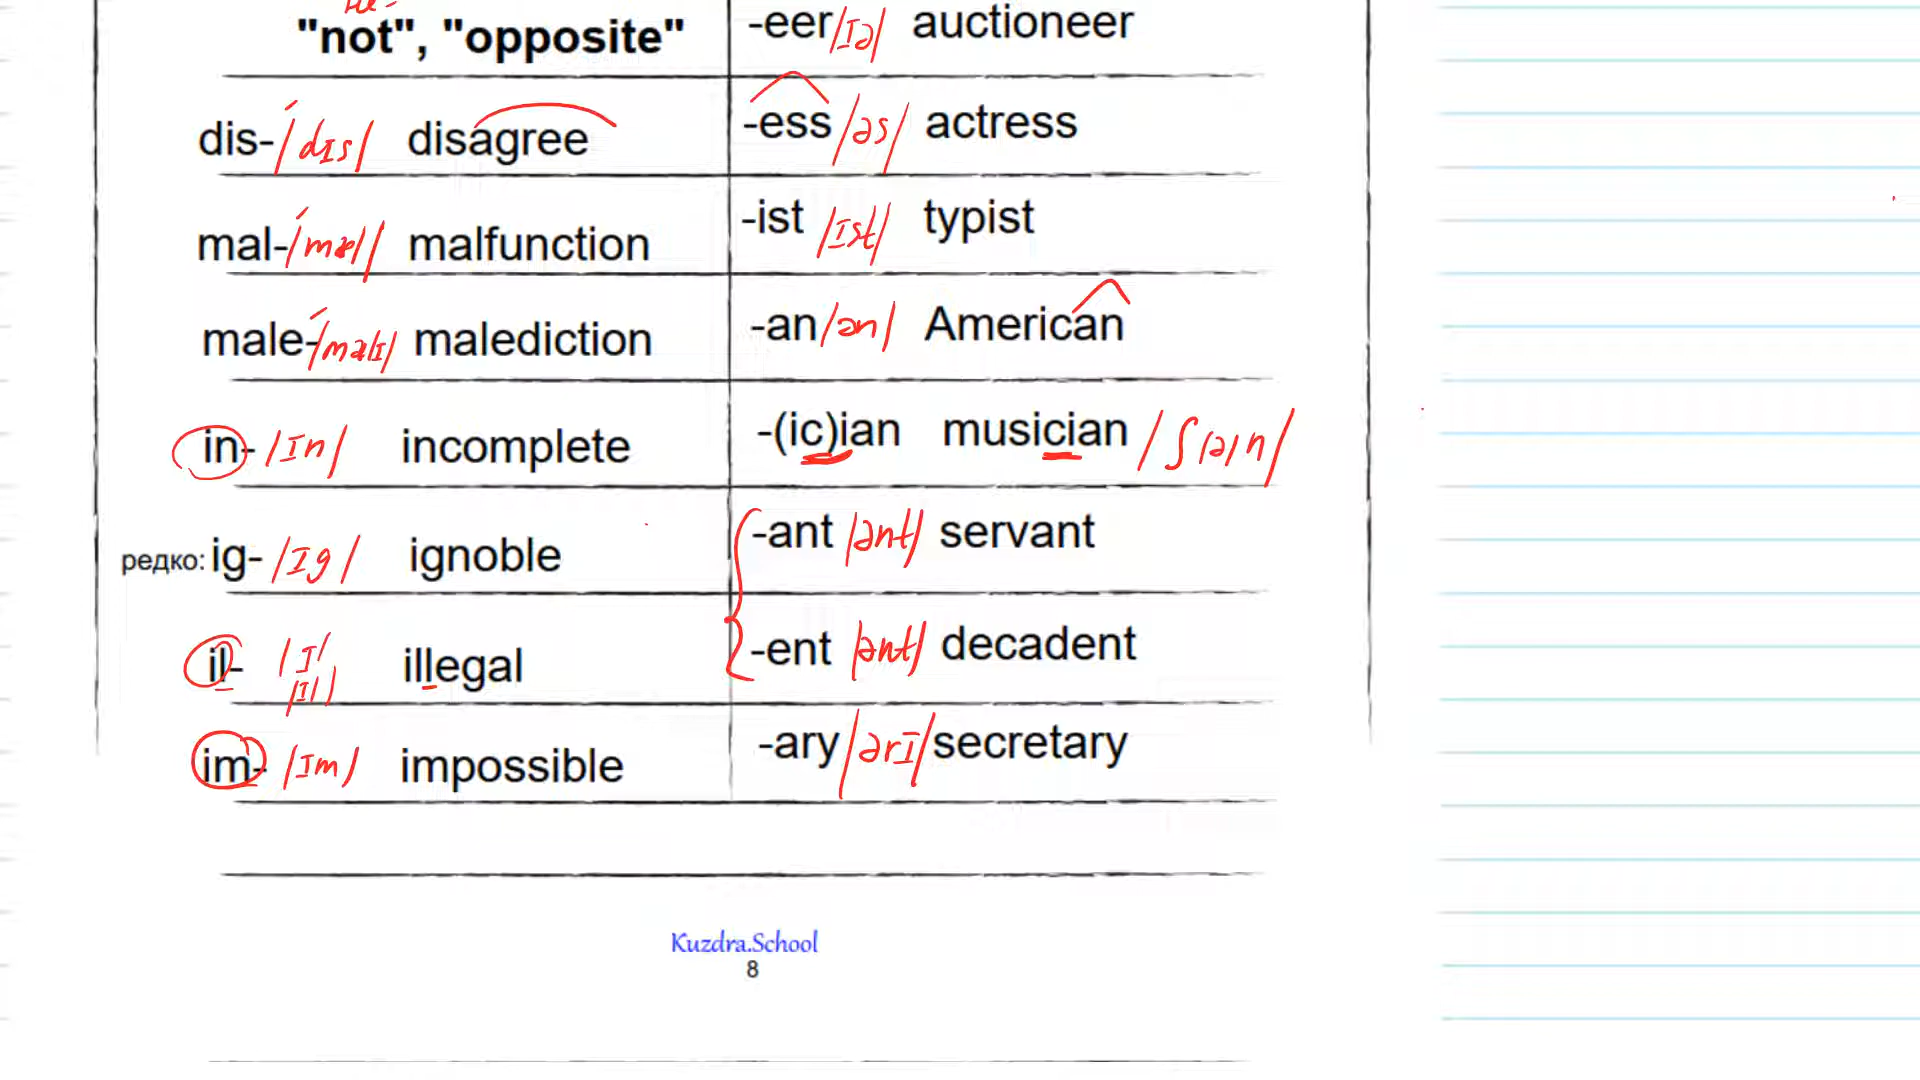 не-
"not", "opposite"
-eer /ɪə/ auctioneer
dis- /dɪs/ disagree
-ess /əs/ actress
mal- /mæl/ malfunction
-ist /ɪst/ typist
male- /mælɪ/ malediction
-an /ən/ American
in- /ɪn/ incomplete
-(ic)ian musician /ʃ(ə)n/
редко: ig- /ɪg/ ignoble
-ant /ənt/ servant
il- /ɪ/ illegal
/ɪl/
-ent /ənt/ decadent
im- /ɪm/ impossible
-ary /ərɪ/ secretary
Kuzdra.School
8